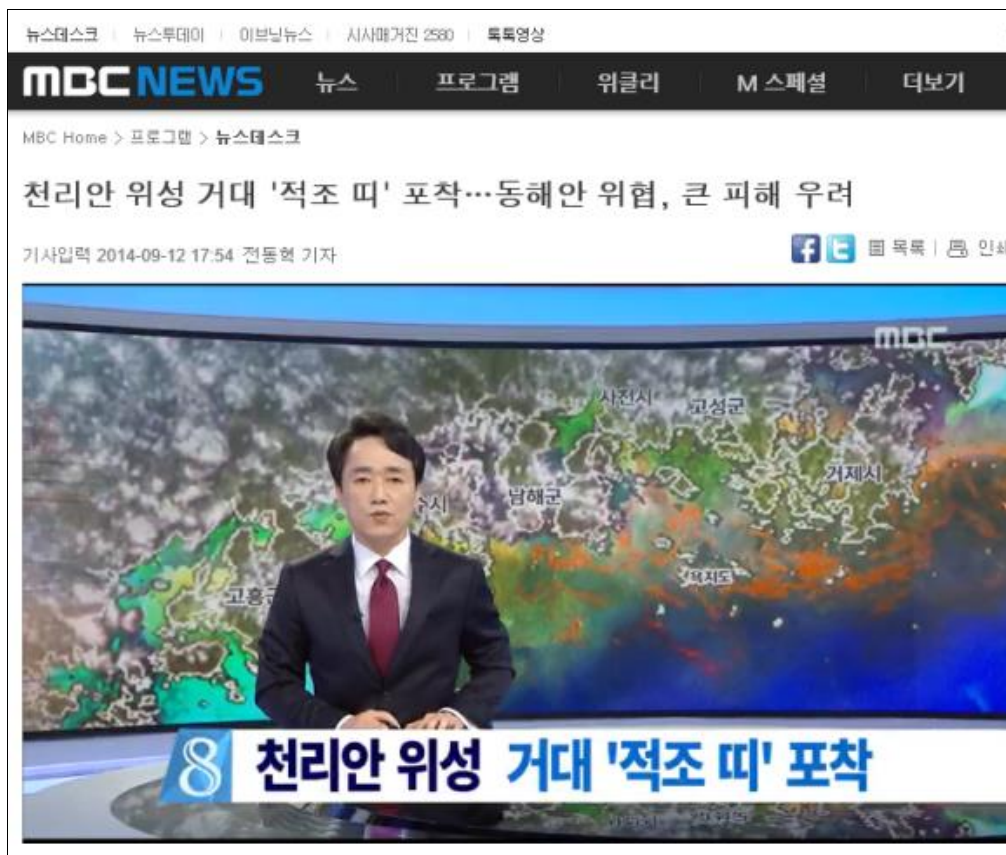 뉴스데스크 | 뉴스투데이 | 이브닝뉴스 | 시사매거진 2580 | 톡톡영상
MBC NEWS 뉴스 프로그램 위클리 M 스페셜 더보기
MBC Home > 프로그램 > 뉴스데스크
천리안 위성 거대 '적조 띠' 포착…동해안 위협, 큰 피해 우려
기사입력 2014-09-12 17:54 전동혁 기자
목록 | 인쇄
MBC
사천시 고성군
거제시
수시 남해군
욕지도
고흥군
8 천리안 위성 거대 '적조 띠' 포착